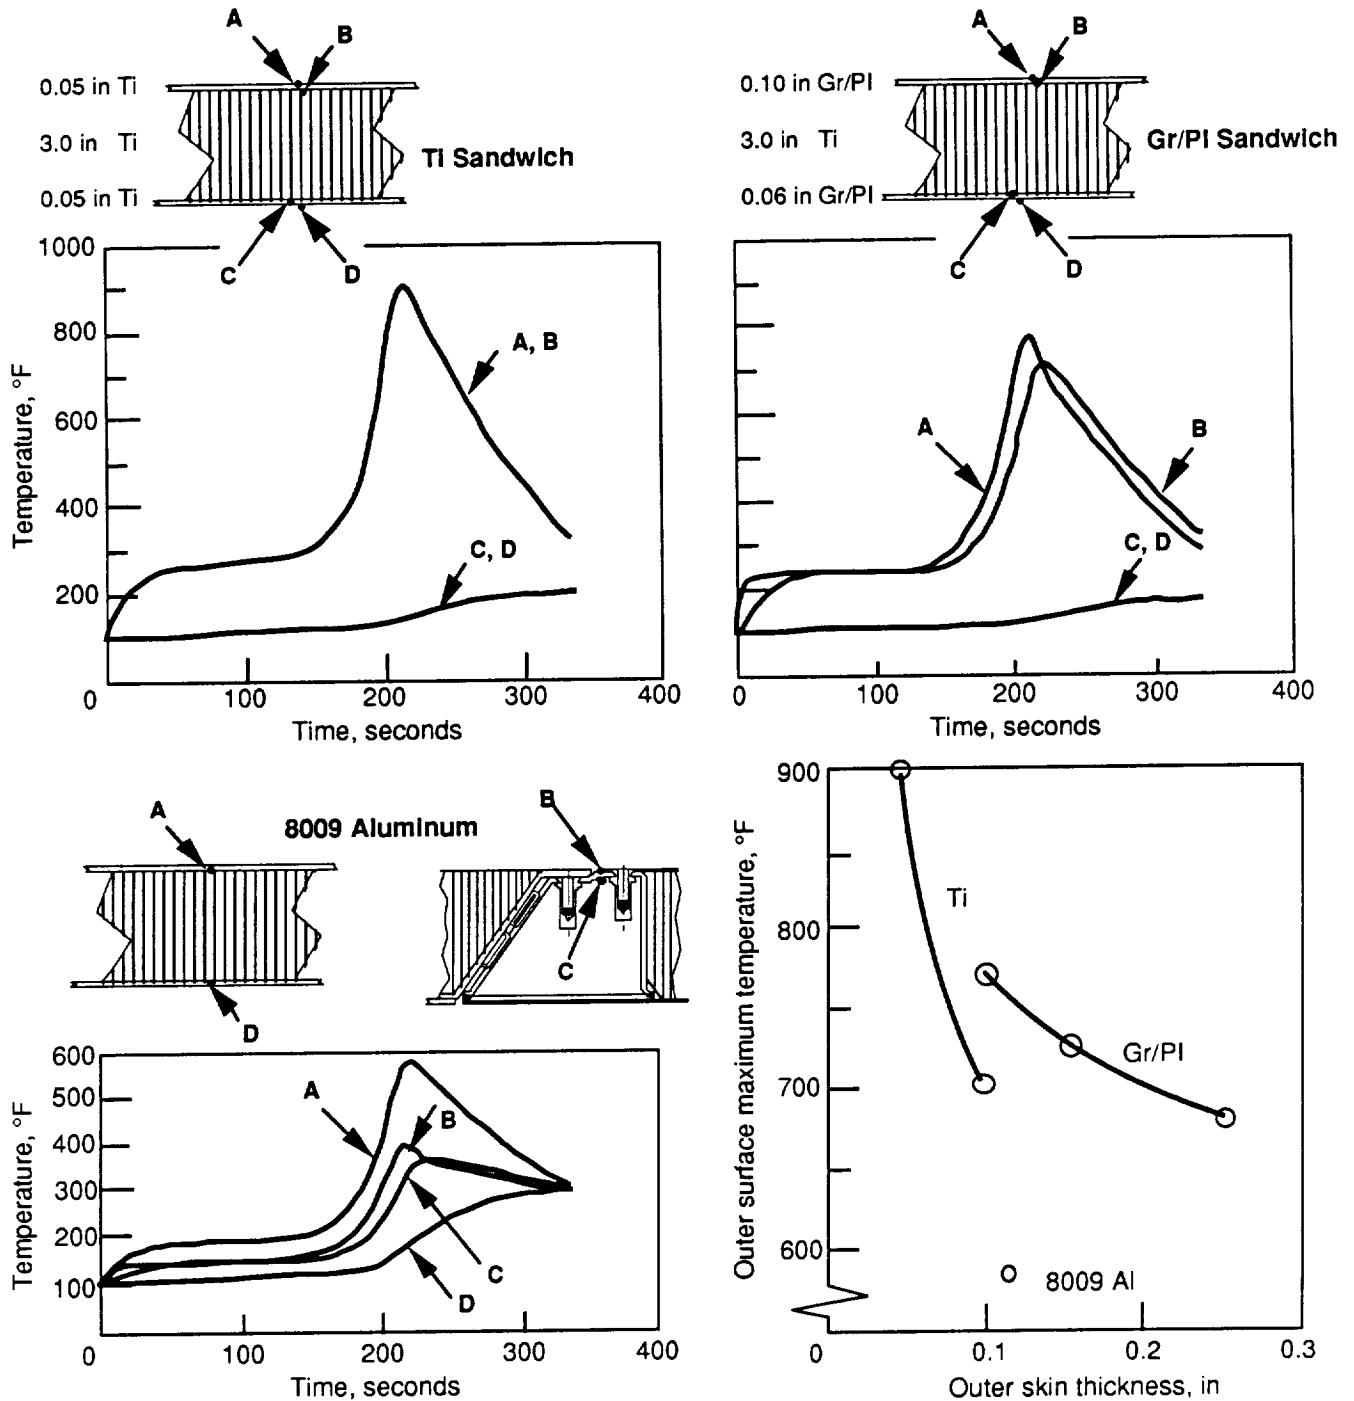 A
B
0.05 in Ti
3.0 in Ti
0.05 in Ti
Ti Sandwich
C
D
1000
800
600
400
200
0
100
200
300
400
A, B
C, D
Temperature, °F
Time, seconds
A
B
0.10 in Gr/PI
3.0 in Ti
0.06 in Gr/PI
Gr/PI Sandwich
C
D
A
B
C, D
0
100
200
300
400
Time, seconds
8009 Aluminum
A
D
B
C
600
500
400
300
200
100
0
100
200
300
400
A
B
C
D
Temperature, °F
Time, seconds
900
800
700
600
0
0.1
0.2
0.3
Ti
Gr/PI
8009 Al
Outer surface maximum temperature, °F
Outer skin thickness, in